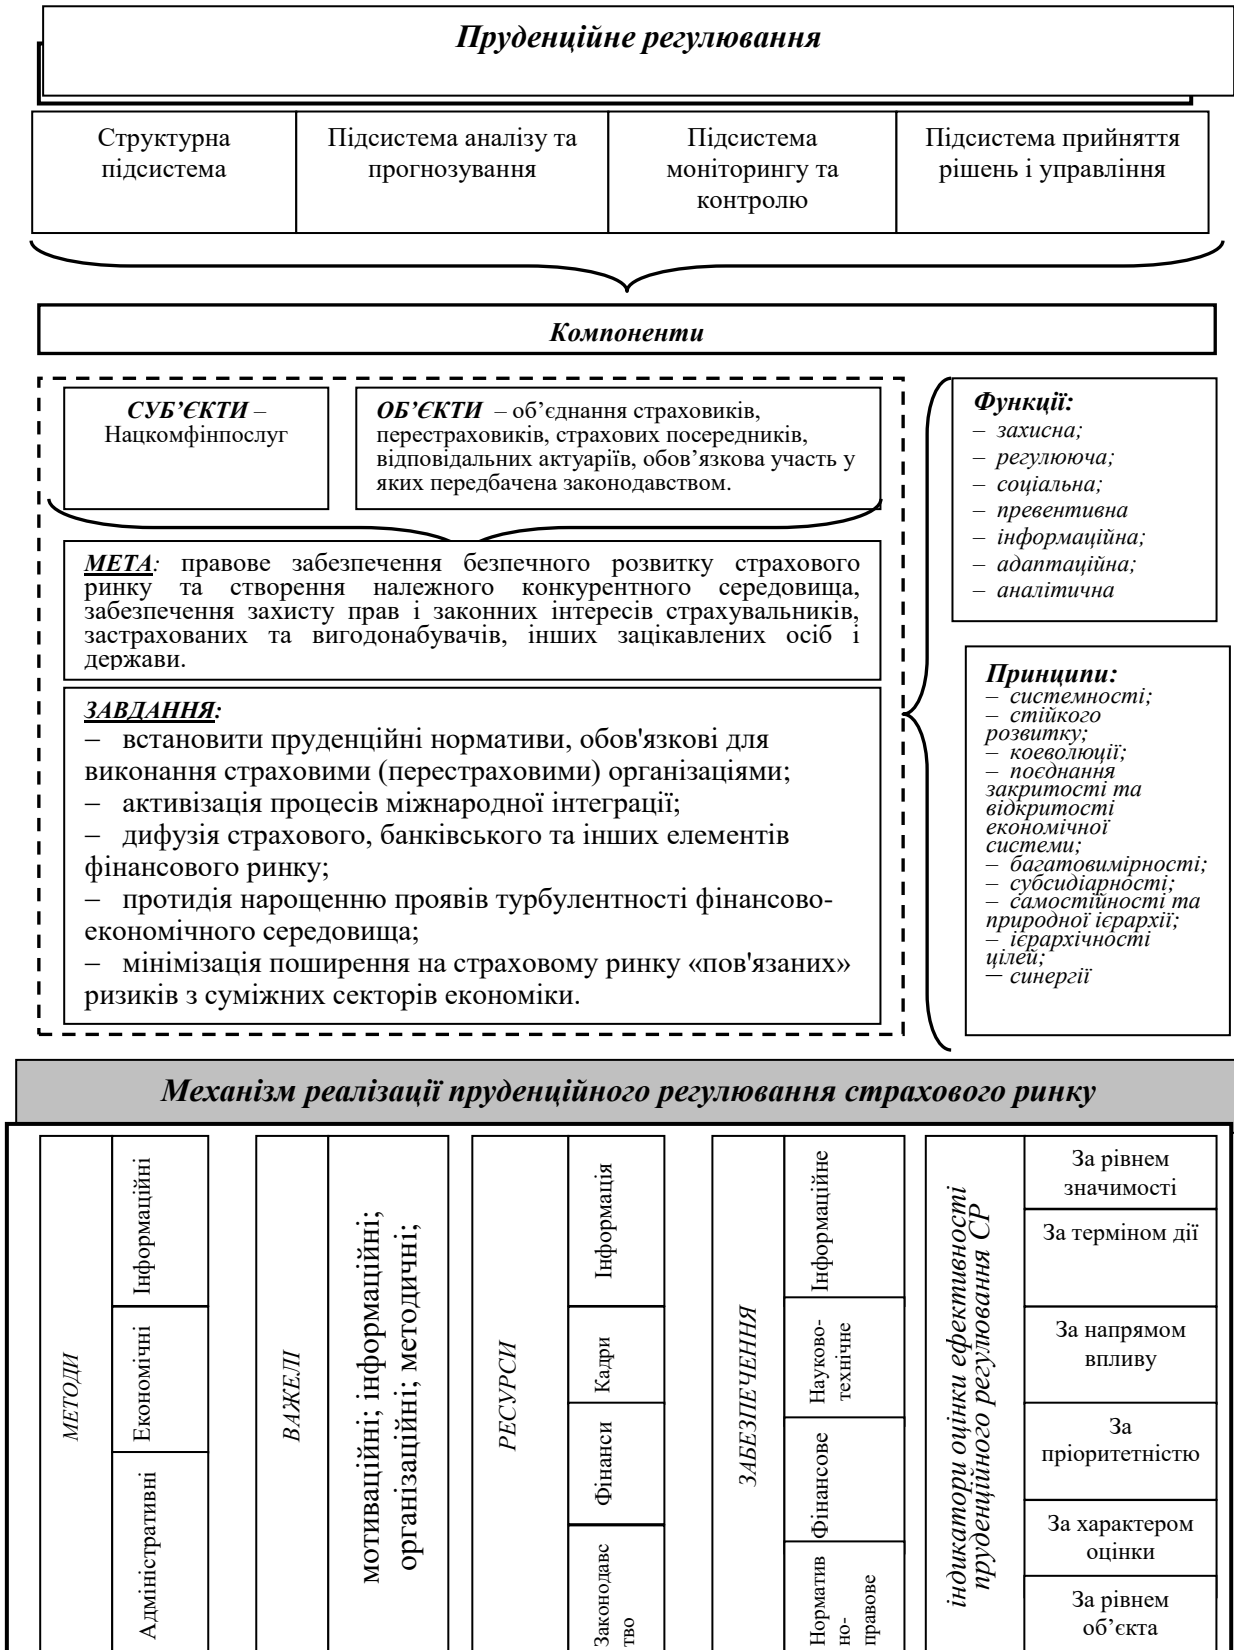 Пруденційне регулювання
Структурна
підсистема
Підсистема аналізу та
прогнозування
Підсистема
моніторингу та
контролю
Підсистема прийняття
рішень і управління
Компоненти
СУБ’ЄКТИ –
Нацкомфінпослуг
ОБ’ЄКТИ – об’єднання страховиків,
перестраховиків, страхових посередників,
відповідальних актуаріїв, обов’язкова участь у
яких передбачена законодавством.
МЕТА: правове забезпечення безпечного розвитку страхового
ринку та створення належного конкурентного середовища,
забезпечення захисту прав і законних інтересів страхувальників,
застрахованих та вигодонабувачів, інших зацікавлених осіб і
держави.
ЗАВДАННЯ:
– встановити пруденційні нормативи, обов'язкові для
виконання страховими (перестраховими) організаціями;
– активізація процесів міжнародної інтеграції;
– дифузія страхового, банківського та інших елементів
фінансового ринку;
– протидія нарощенню проявів турбулентності фінансово-
економічного середовища;
– мінімізація поширення на страховому ринку «пов'язаних»
ризиків з суміжних секторів економіки.
Функції:
– захисна;
– регулююча;
– соціальна;
– превентивна
– інформаційна;
– адаптаційна;
– аналітична
Принципи:
– системності;
– стійкого
розвитку;
– коеволюції;
– поєднання
закритості та
відкритості
економічної
системи;
– багатовимірності;
– субсидіарності;
– самостійності та
природної ієрархії;
– ієрархічності
цілей;
– синергії
Механізм реалізації пруденційного регулювання страхового ринку
МЕТОДИ
Інформаційні
Економічні
Адміністративні
ВАЖЕЛІ
мотиваційні; інформаційні;
організаційні; методичні;
РЕСУРСИ
Інформація
Кадри
Фінанси
Законодавс
тво
ЗАБЕЗПЕЧЕННЯ
Інформаційне
Науково-
технічне
Фінансове
Норматив
но-
правове
індикатори оцінки ефективності
пруденційного регулювання СР
За рівнем
значимості
За терміном дії
За напрямом
впливу
За
пріоритетністю
За характером
оцінки
За рівнем
об’єкта